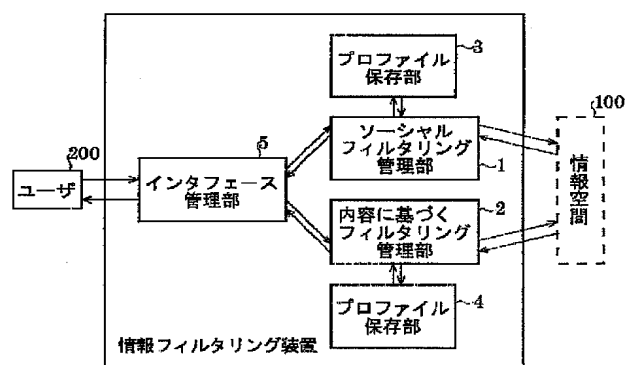 プロファイル
保存部
3
ソーシャル
フィルタリング
管理部
1
100
情報空間
200
ユーザ
5
インタフェース
管理部
2
内容に基づく
フィルタリング
管理部
プロファイル
保存部
4
情報フィルタリング装置